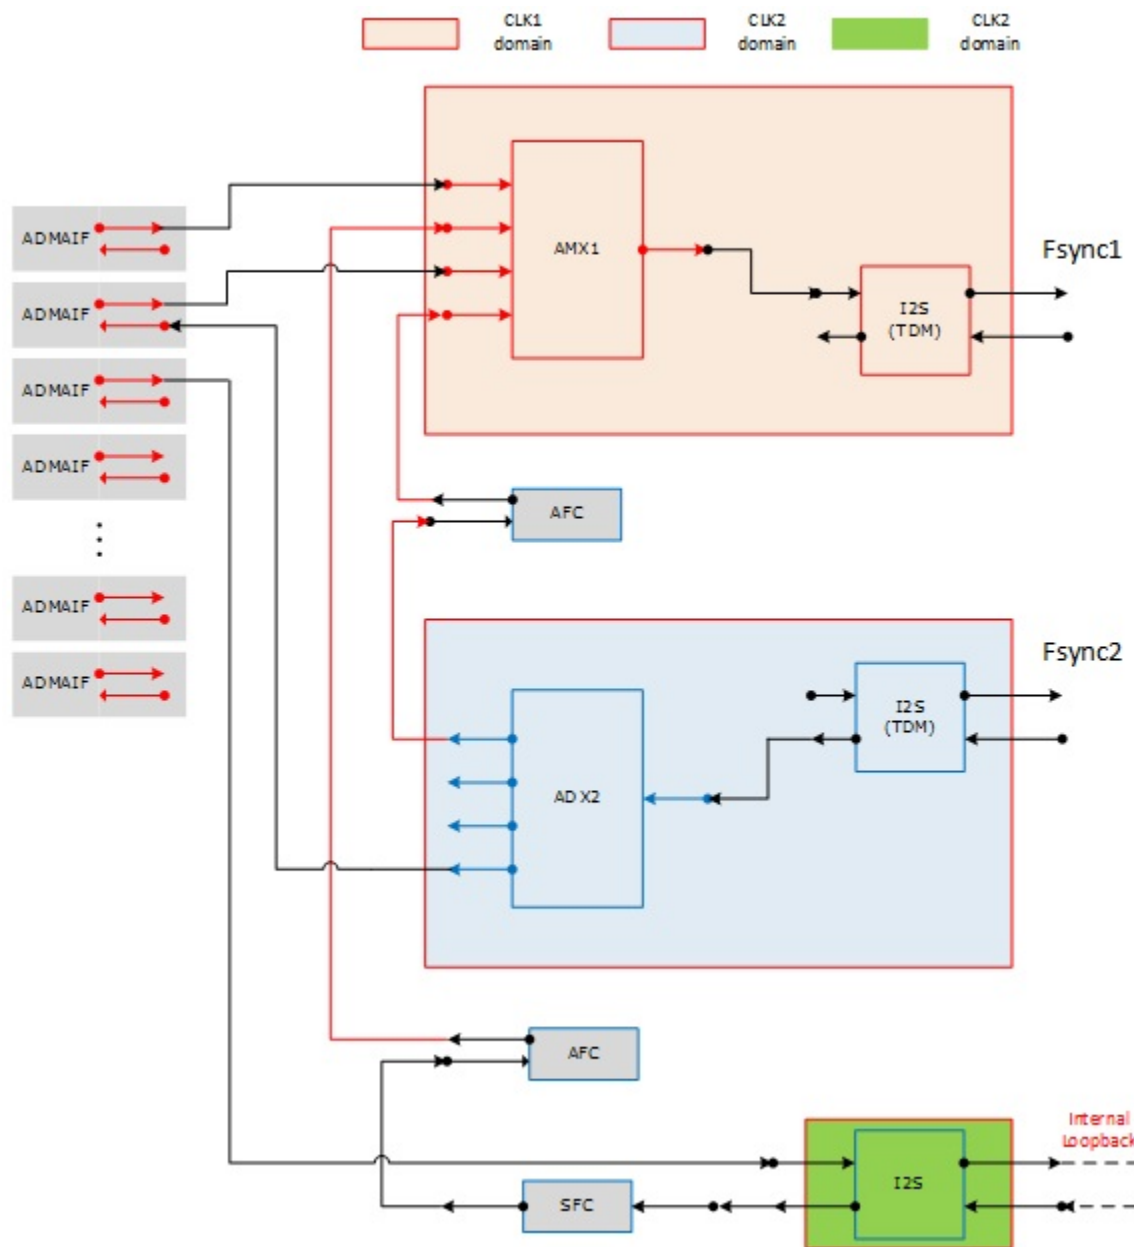 CLK1
domain
CLK2
domain
CLK2
domain
ADMAIF
ADMAIF
ADMAIF
ADMAIF
ADMAIF
ADMAIF
AMX1
I2S
(TDM)
Fsync1
AFC
Fsync2
I2S
(TDM)
ADX2
AFC
Internal
Loopback
I2S
SFC